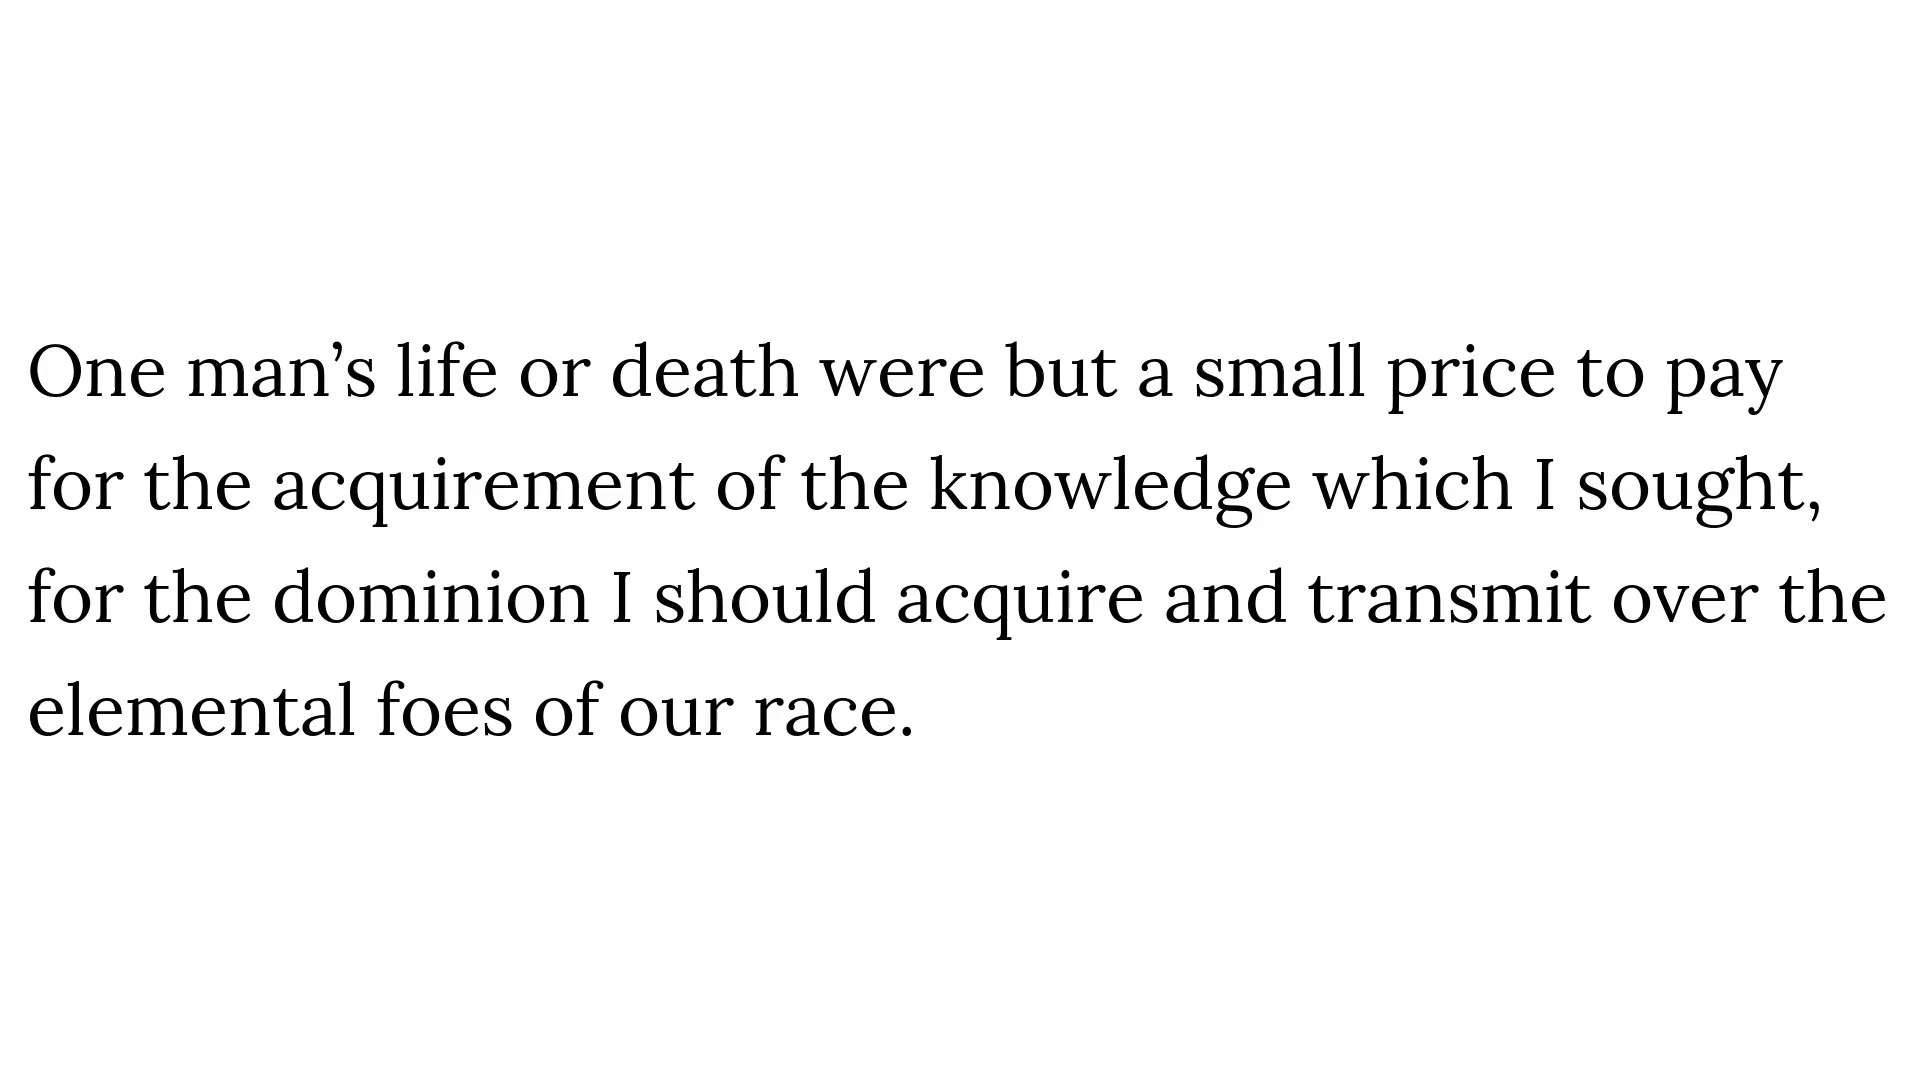 One man’s life or death were but a small price to pay
for the acquirement of the knowledge which I sought,
for the dominion I should acquire and transmit over the
elemental foes of our race.